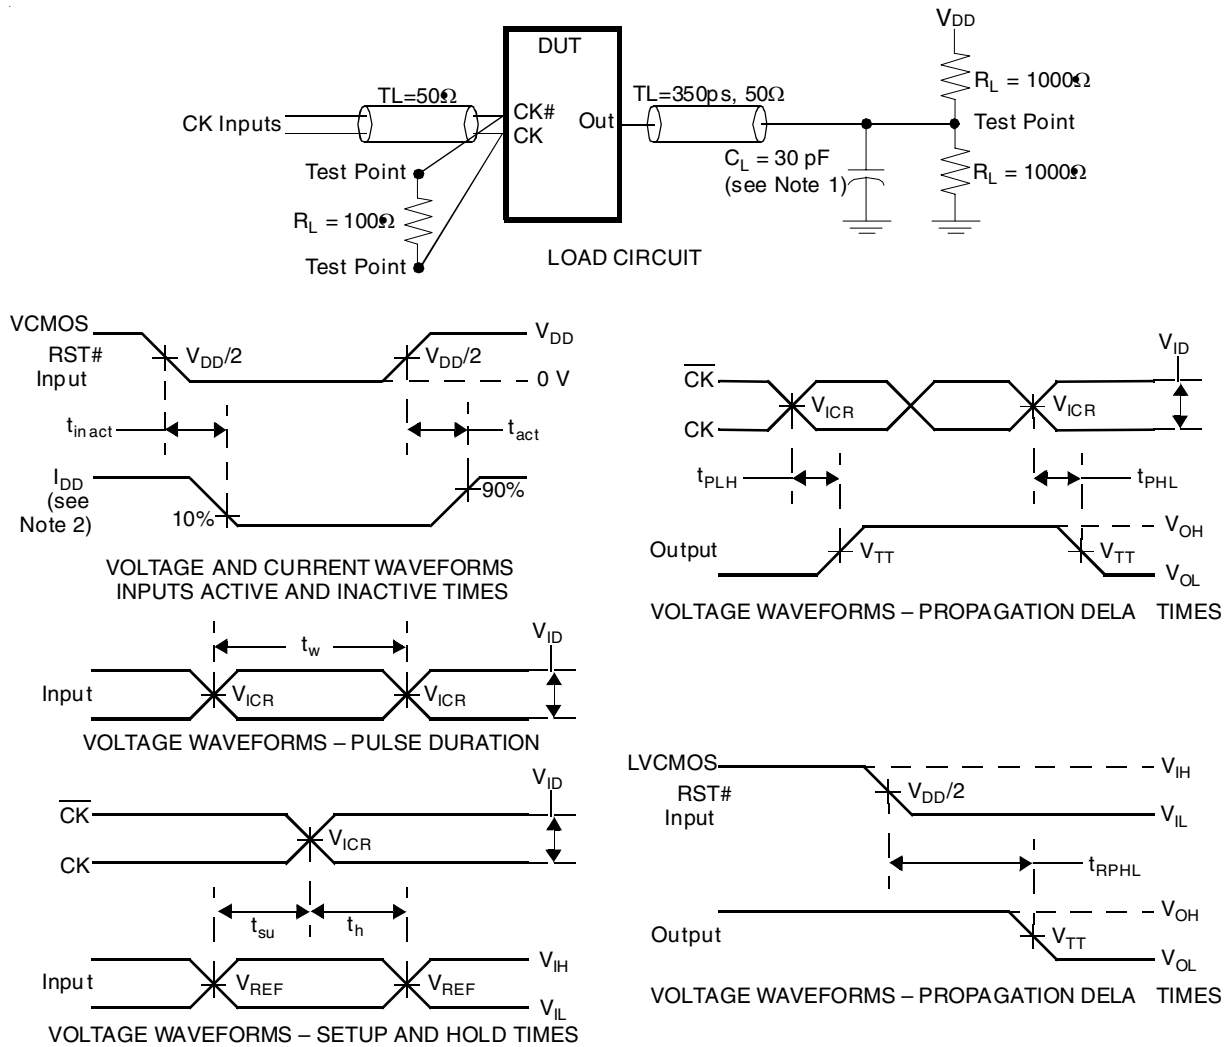 VDD
DUT
RL = 1000Ω
TL=50Ω
TL=350ps, 50Ω
CK Inputs
CK#
CK
Out
Test Point
CL = 30 pF
(see Note 1)
Test Point
RL = 1000Ω
RL = 100Ω
Test Point
LOAD CIRCUIT
VCMOS
RST#
Input
VDD/2
VDD/2
VDD
0 V
tinact
tact
IDD
(see
Note 2)
10%
90%
VOLTAGE AND CURRENT WAVEFORMS
INPUTS ACTIVE AND INACTIVE TIMES
VID
CK
CK
VICR
VICR
tPLH
tPHL
Output
VTT
VTT
VOH
VOL
VOLTAGE WAVEFORMS – PROPAGATION DELA TIMES
tw
VID
Input
VICR
VICR
VOLTAGE WAVEFORMS – PULSE DURATION
VID
CK
CK
VICR
tsu
th
Input
VREF
VREF
VIH
VIL
VOLTAGE WAVEFORMS – SETUP AND HOLD TIMES
LVCMOS
RST#
Input
VDD/2
VIH
VIL
tRPHL
Output
VTT
VOH
VOL
VOLTAGE WAVEFORMS – PROPAGATION DELA TIMES